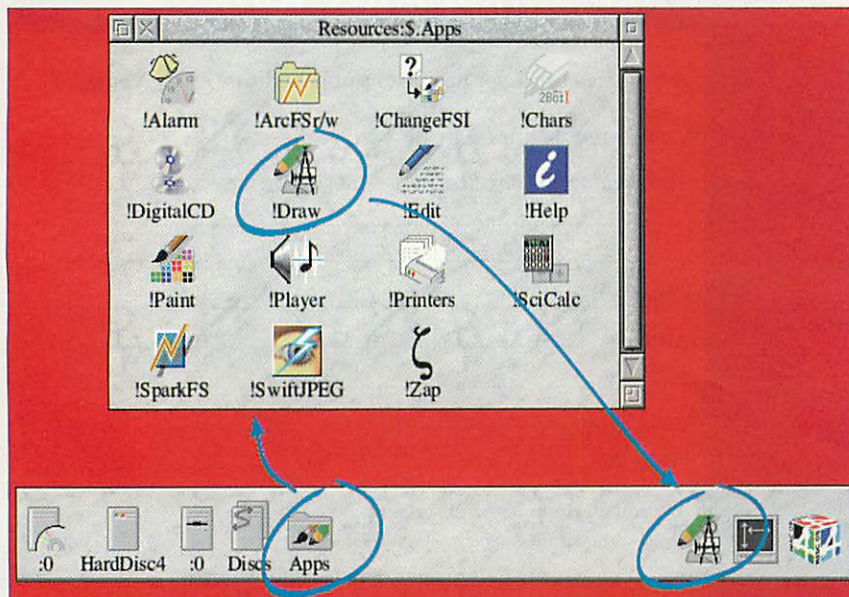 Resources:$.Apps
!Alarm !ArcFSr/w !ChangeFSI !Chars
!DigitalCD !Draw !Edit !Help
!Paint !Player !Printers !SciCalc
!SparkFS !SwiftJPEG !Zap
:0 HardDisc4 :0 Discs Apps